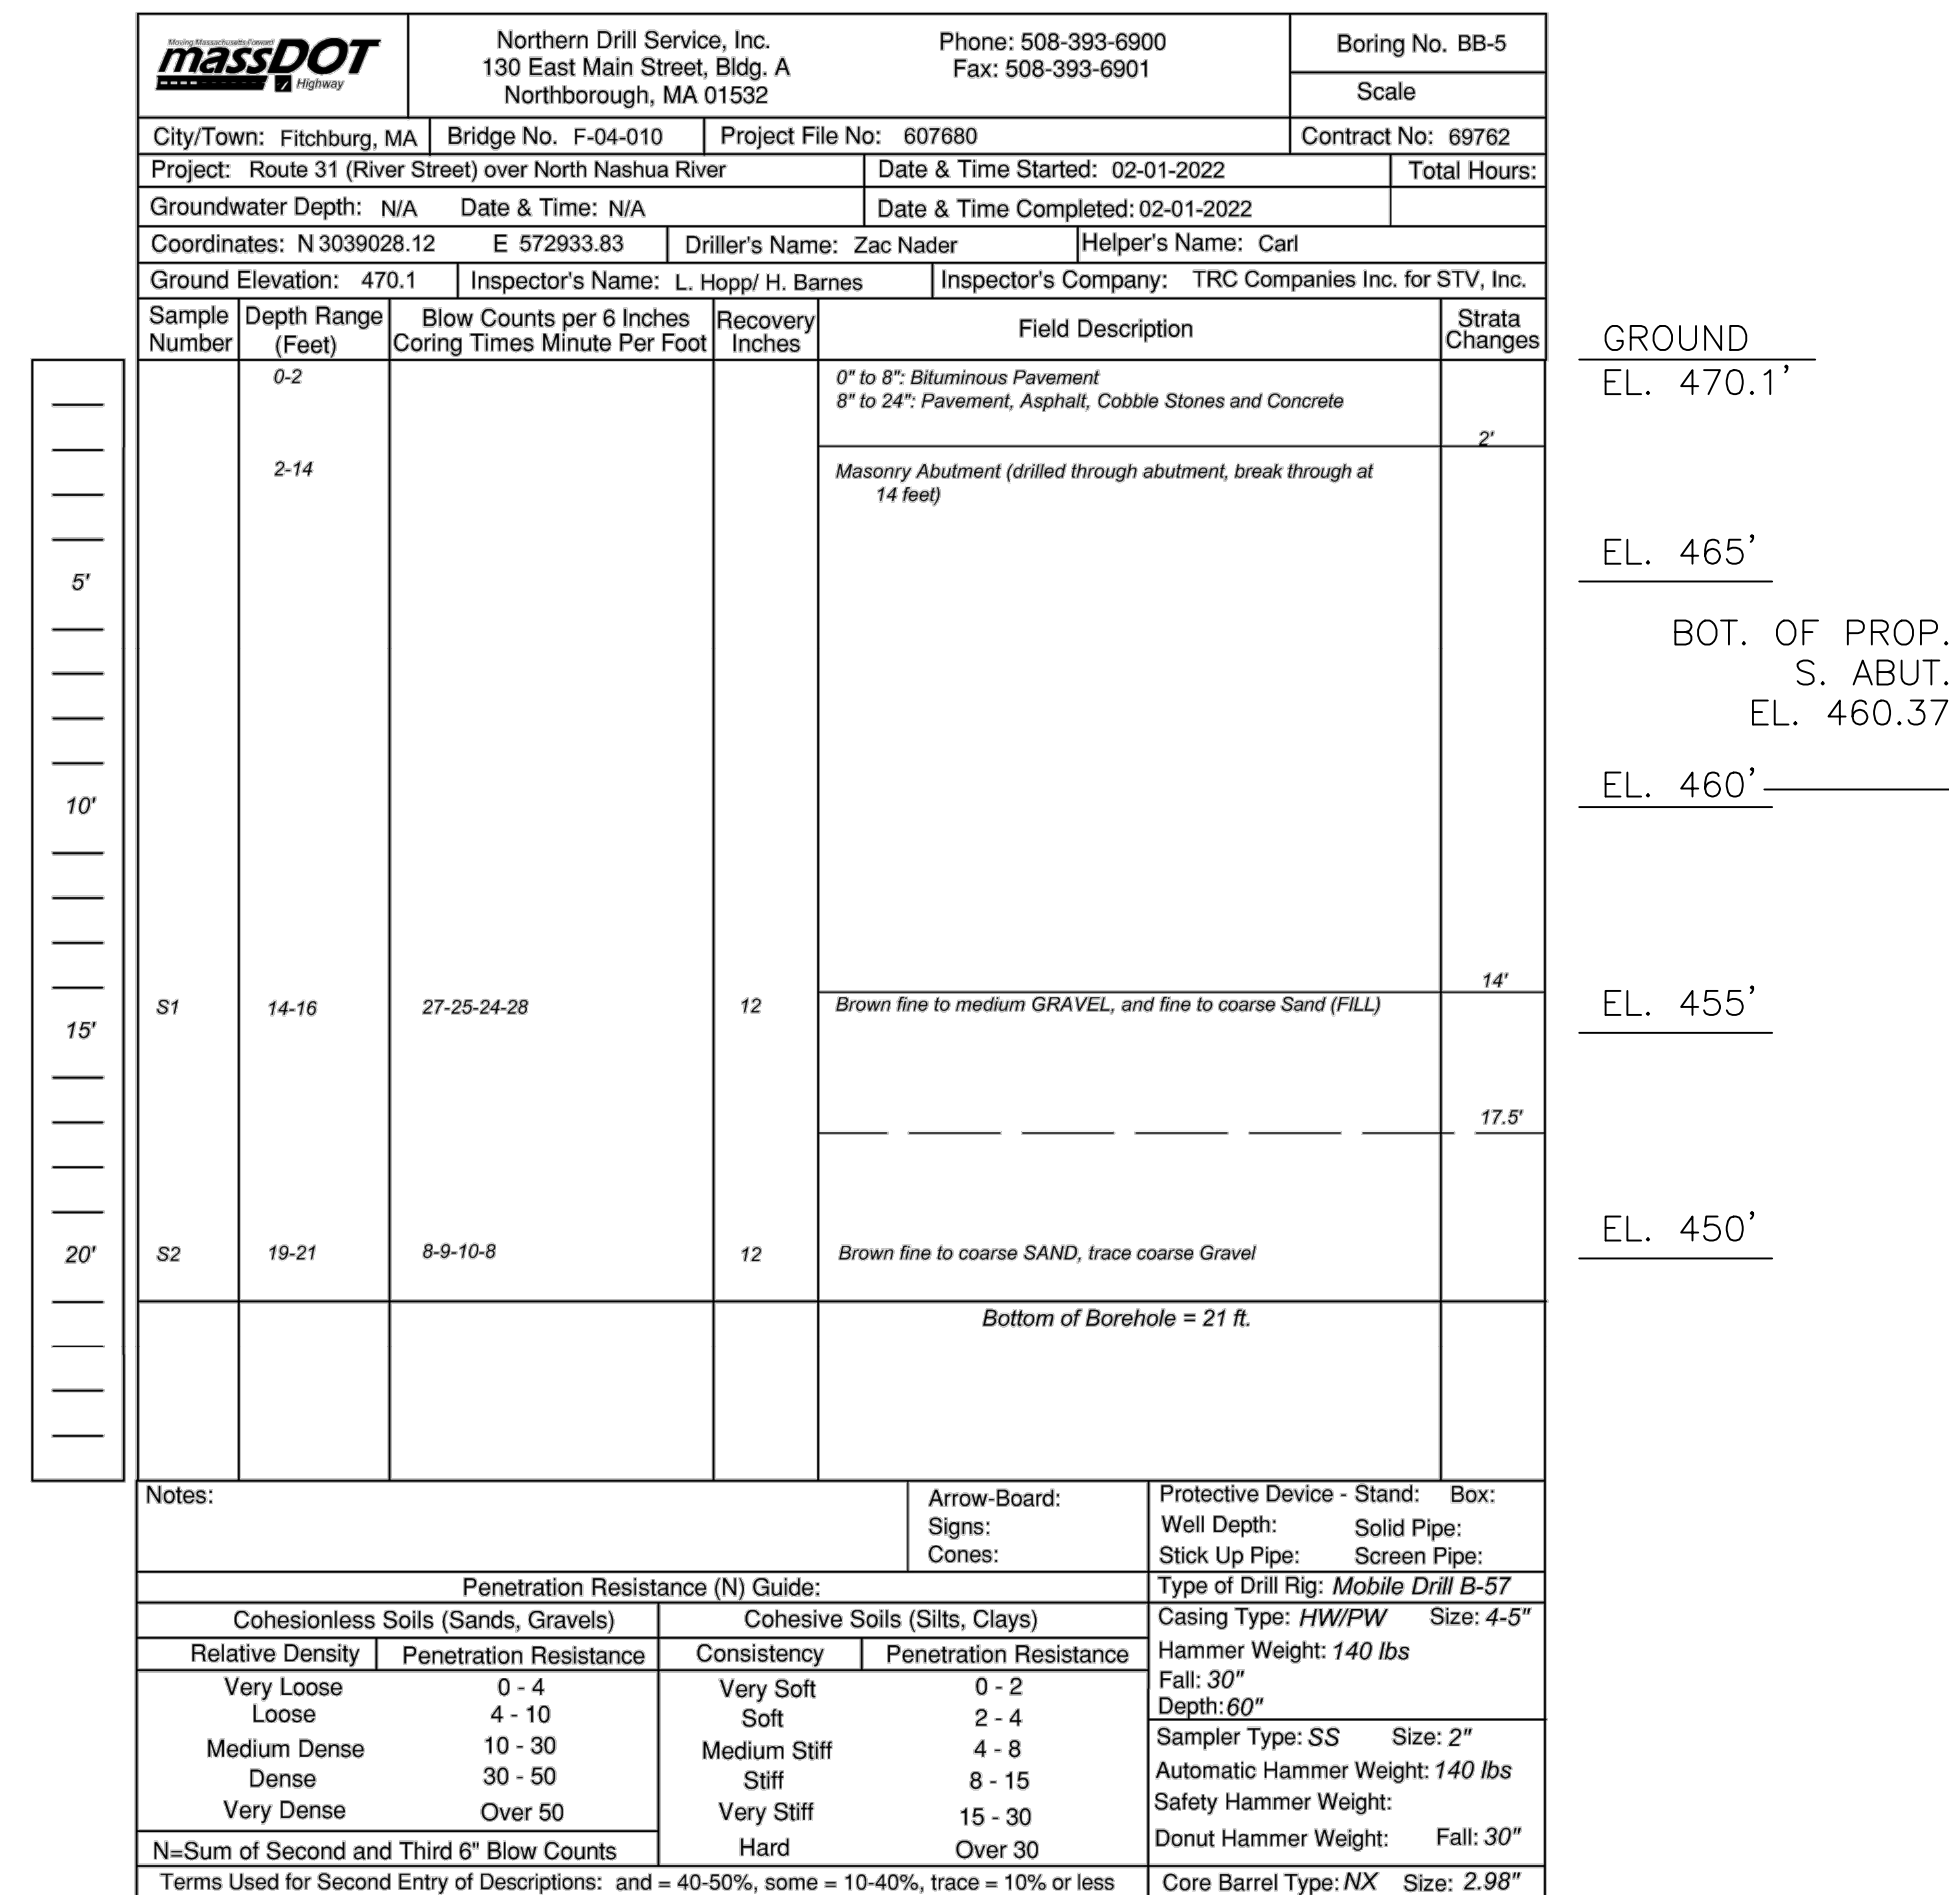 Moving Massachusetts Forward
massDOT
Highway
Northern Drill Service, Inc.
130 East Main Street, Bldg. A
Northborough, MA 01532
Phone: 508-393-6900
Fax: 508-393-6901
Boring No. BB-5
Scale
City/Town: Fitchburg, MA Bridge No. F-04-010 Project File No: 607680 Contract No: 69762
Project: Route 31 (River Street) over North Nashua River Date & Time Started: 02-01-2022 Total Hours:
Groundwater Depth: N/A Date & Time: N/A Date & Time Completed: 02-01-2022
Coordinates: N 3039028.12 E 572933.83 Driller's Name: Zac Nader Helper's Name: Carl
Ground Elevation: 470.1 Inspector's Name: L. Hopp/ H. Barnes Inspector's Company: TRC Companies Inc. for STV, Inc.
Sample Number
Depth Range (Feet)
Blow Counts per 6 Inches
Coring Times Minute Per Foot
Recovery Inches
Field Description
Strata Changes
GROUND
EL. 470.1'
0-2 0" to 8": Bituminous Pavement
8" to 24": Pavement, Asphalt, Cobble Stones and Concrete
2'
2-14 Masonry Abutment (drilled through abutment, break through at
14 feet)
EL. 465'
5'
BOT. OF PROP.
S. ABUT.
EL. 460.37
EL. 460'
10'
14'
S1 14-16 27-25-24-28 12 Brown fine to medium GRAVEL, and fine to coarse Sand (FILL)
EL. 455'
15'
17.5'
EL. 450'
20' S2 19-21 8-9-10-8 12 Brown fine to coarse SAND, trace coarse Gravel
Bottom of Borehole = 21 ft.
Notes:
Arrow-Board:
Signs:
Cones:
Protective Device - Stand: Box:
Well Depth: Solid Pipe:
Stick Up Pipe: Screen Pipe:
Penetration Resistance (N) Guide:
Cohesionless Soils (Sands, Gravels)
Relative Density Penetration Resistance
Very Loose 0 - 4
Loose 4 - 10
Medium Dense 10 - 30
Dense 30 - 50
Very Dense Over 50
N=Sum of Second and Third 6" Blow Counts
Cohesive Soils (Silts, Clays)
Consistency Penetration Resistance
Very Soft 0 - 2
Soft 2 - 4
Medium Stiff 4 - 8
Stiff 8 - 15
Very Stiff 15 - 30
Hard Over 30
Terms Used for Second Entry of Descriptions: and = 40-50%, some = 10-40%, trace = 10% or less
Type of Drill Rig: Mobile Drill B-57
Casing Type: HW/PW Size: 4-5"
Hammer Weight: 140 lbs
Fall: 30"
Depth: 60"
Sampler Type: SS Size: 2"
Automatic Hammer Weight: 140 lbs
Safety Hammer Weight:
Donut Hammer Weight: Fall: 30"
Core Barrel Type: NX Size: 2.98"